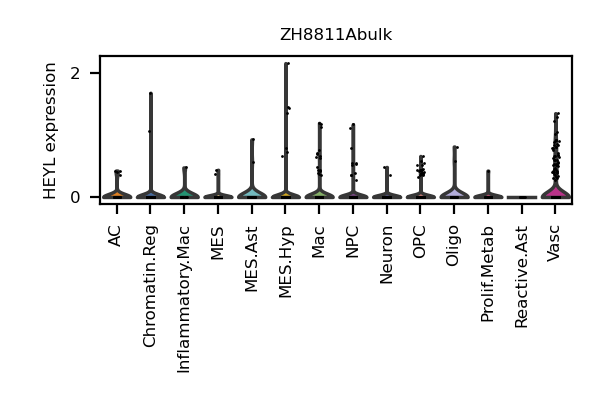 ZH8811Abulk
HEYL expression
2
0
AC
Chromatin.Reg
Inflammatory.Mac
MES
MES.Ast
MES.Hyp
Mac
NPC
Neuron
OPC
Oligo
Prolif.Metab
Reactive.Ast
Vasc